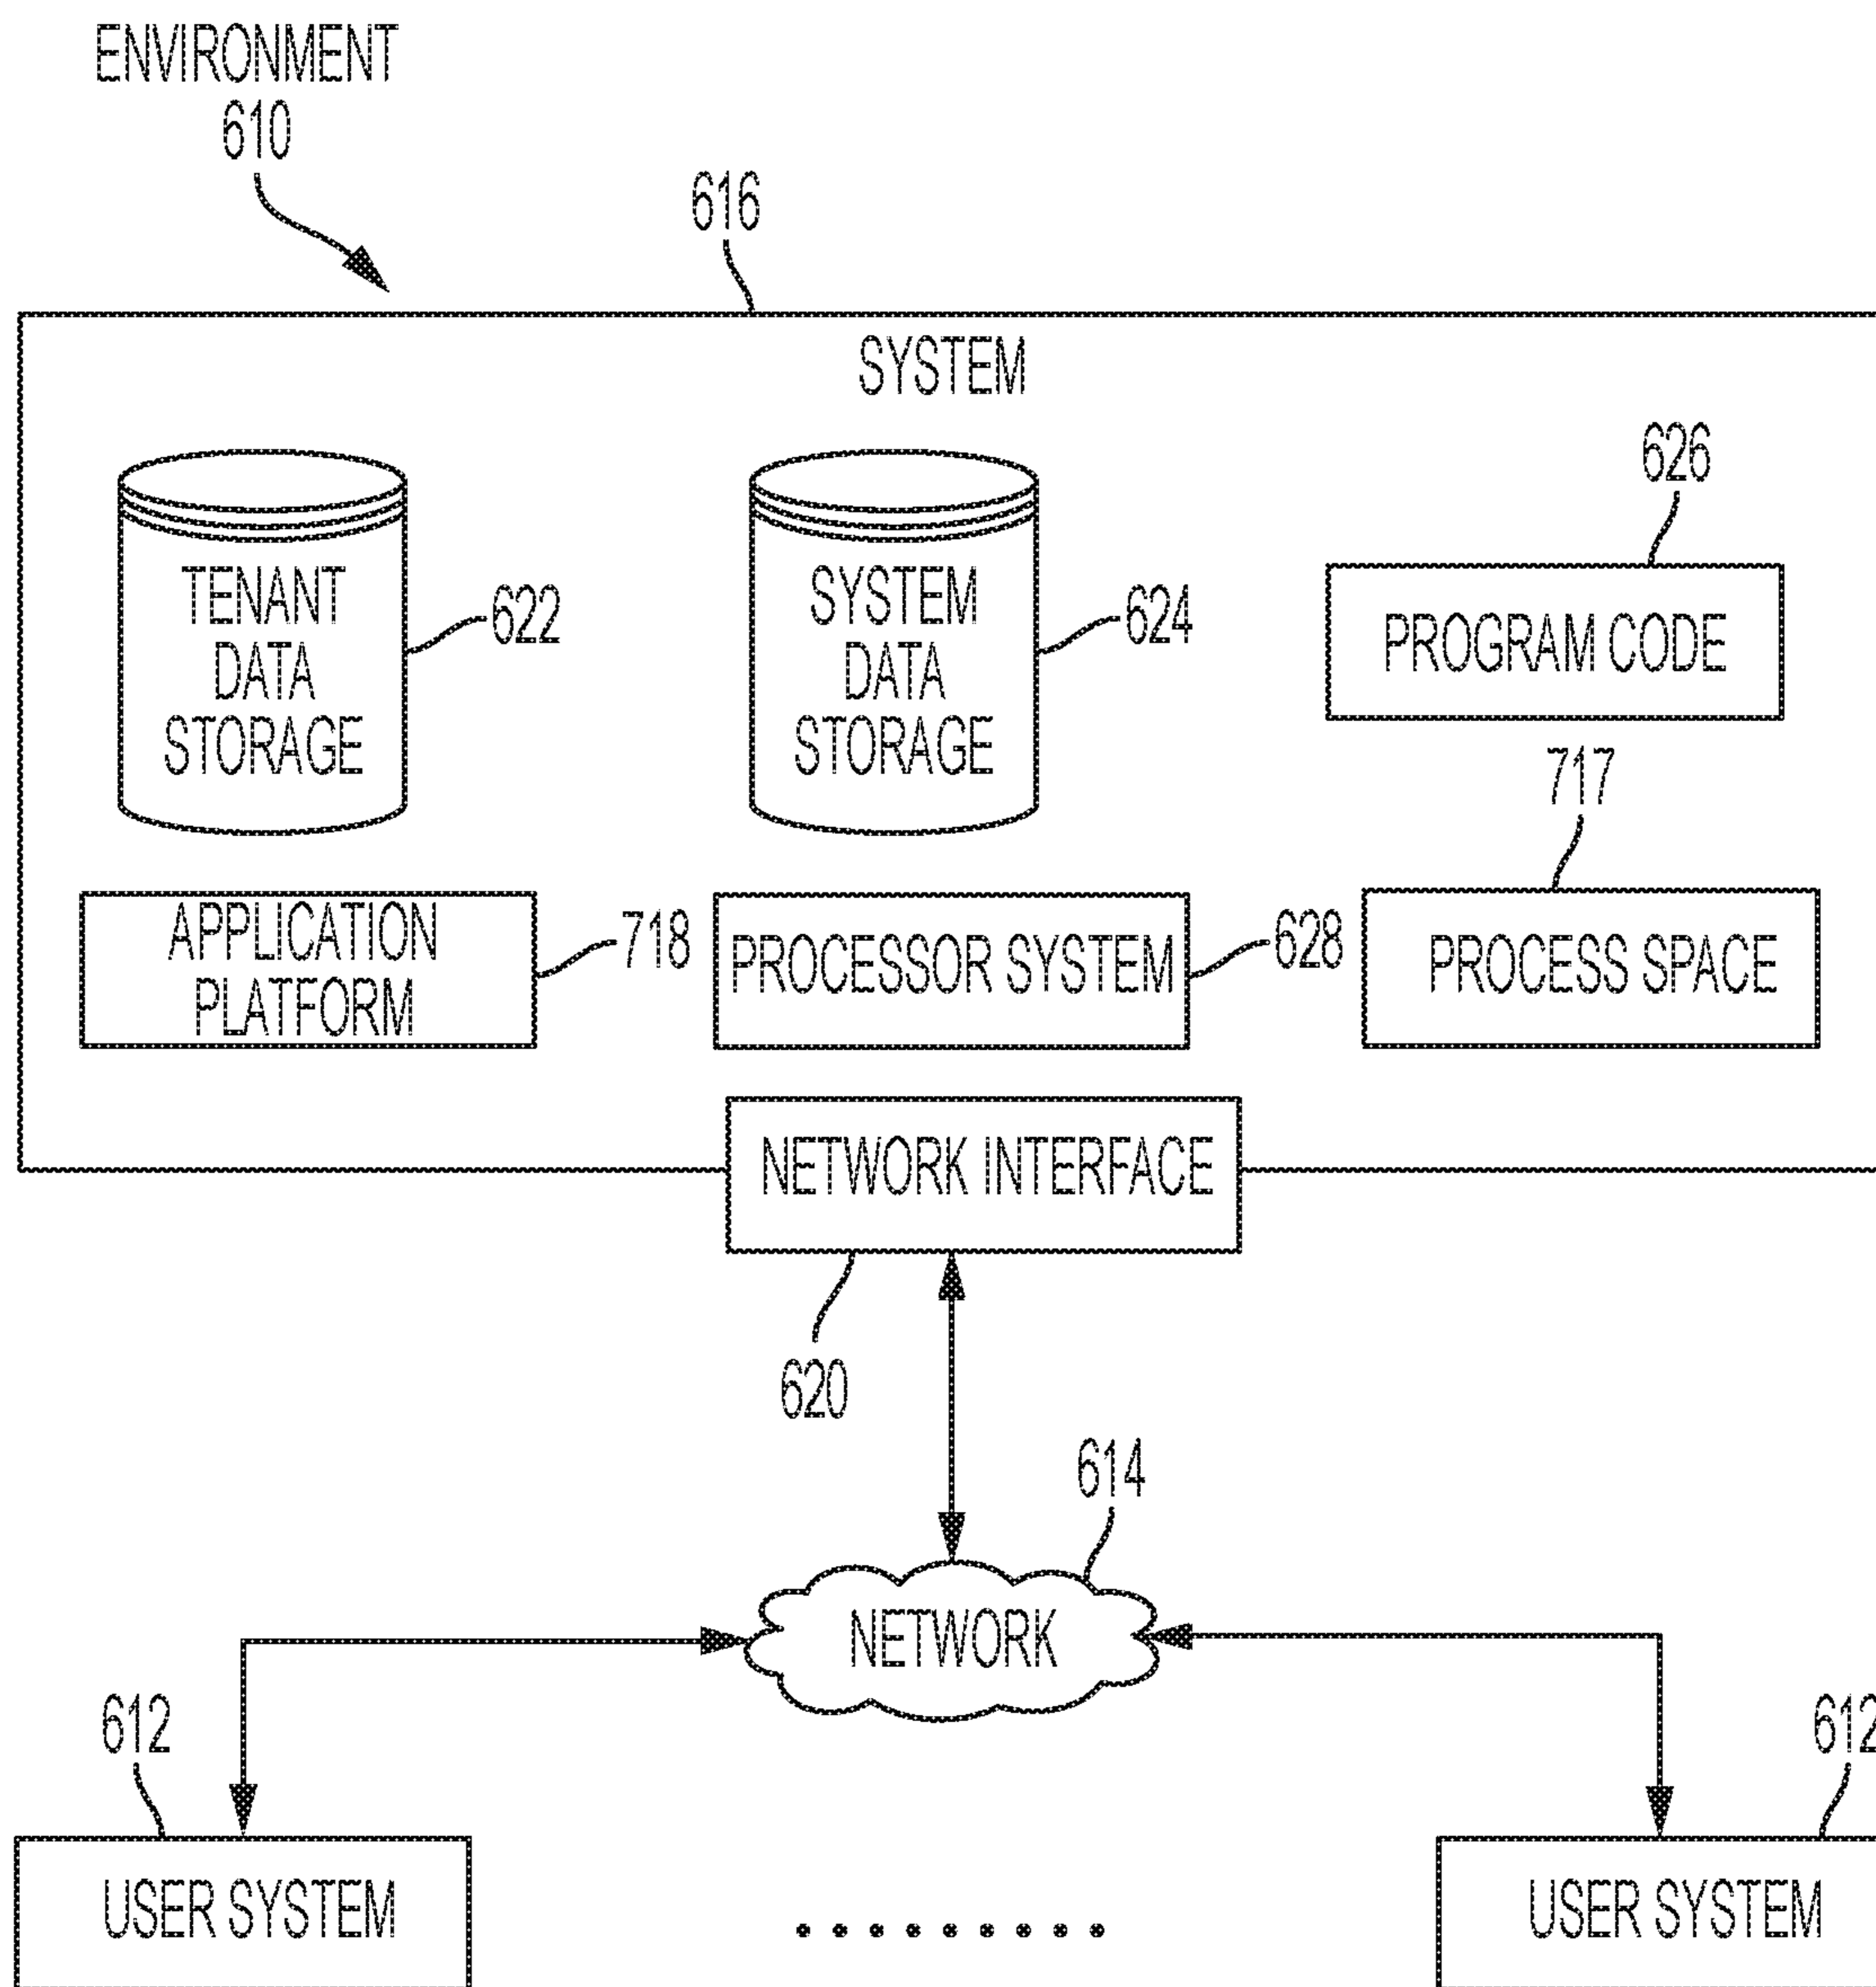 ENVIRONMENT
610
616
SYSTEM
626
TENANT
DATA
STORAGE
622
SYSTEM
DATA
STORAGE
624
PROGRAM CODE
717
APPLICATION
PLATFORM
718
PROCESSOR SYSTEM
628
PROCESS SPACE
NETWORK INTERFACE
620
614
NETWORK
612
612
USER SYSTEM
USER SYSTEM